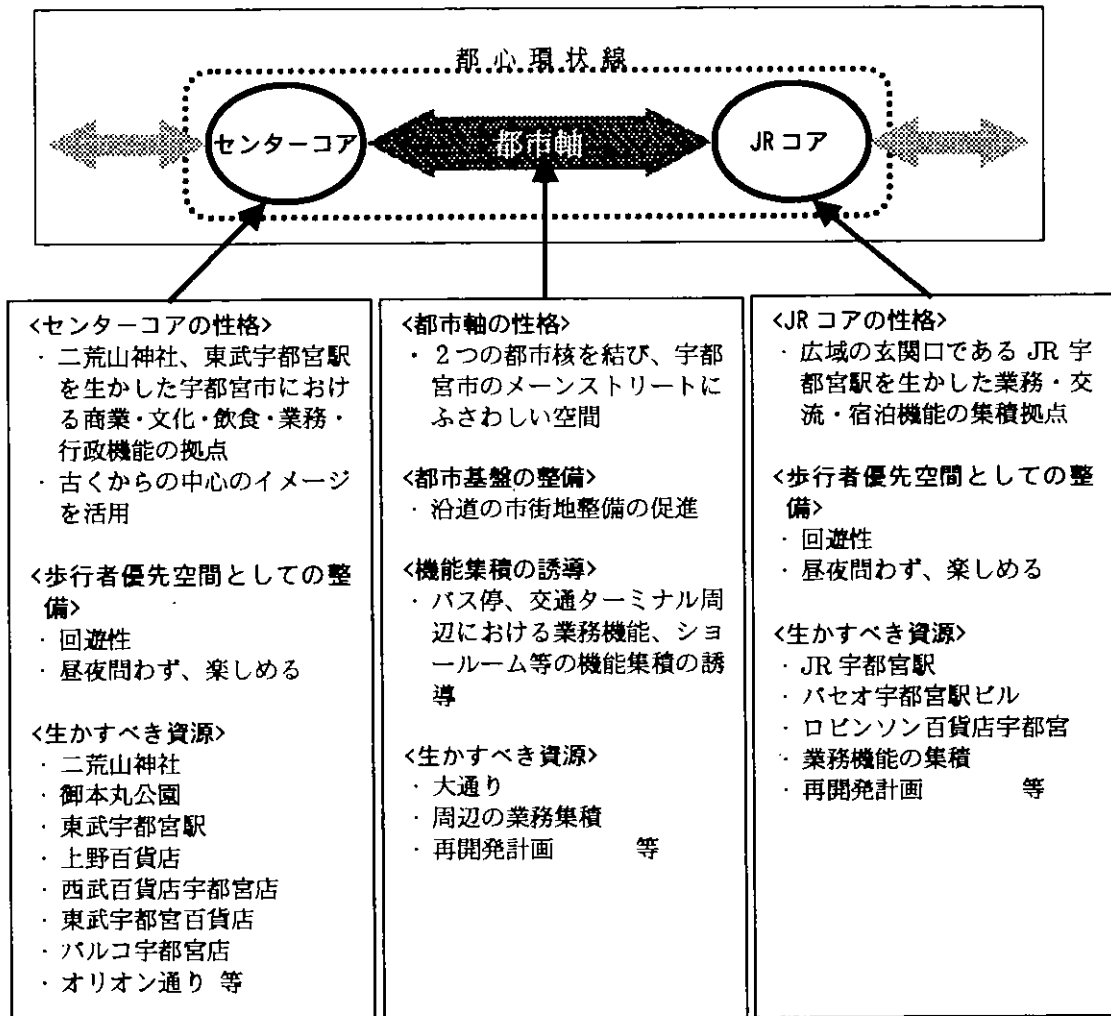 都心環状線
センターコア
都市軸
JRコア
<センターコアの性格>
・二荒山神社、東武宇都宮駅
を生かした宇都宮市におけ
る商業・文化・飲食・業務・
行政機能の拠点
・古くからの中心のイメージ
を活用
<歩行者優先空間としての整
備>
・回遊性
・昼夜問わず、楽しめる
<生かすべき資源>
・二荒山神社
・御本丸公園
・東武宇都宮駅
・上野百貨店
・西武百貨店宇都宮店
・東武宇都宮百貨店
・パルコ宇都宮店
・オリオン通り 等
<都市軸の性格>
・2つの都市核を結び、宇都
宮市のメーンストリートに
ふさわしい空間
<都市基盤の整備>
・沿道の市街地整備の促進
<機能集積の誘導>
・バス停、交通ターミナル周
辺における業務機能、ショ
ールーム等の機能集積の誘
導
<生かすべき資源>
・大通り
・周辺の業務集積
・再開発計画 等
<JRコアの性格>
・広域の玄関口である JR 宇
都宮駅を生かした業務・交
流・宿泊機能の集積拠点
<歩行者優先空間としての整
備>
・回遊性
・昼夜問わず、楽しめる
<生かすべき資源>
・JR 宇都宮駅
・パセオ宇都宮駅ビル
・ロビンソン百貨店宇都宮
・業務機能の集積
・再開発計画 等